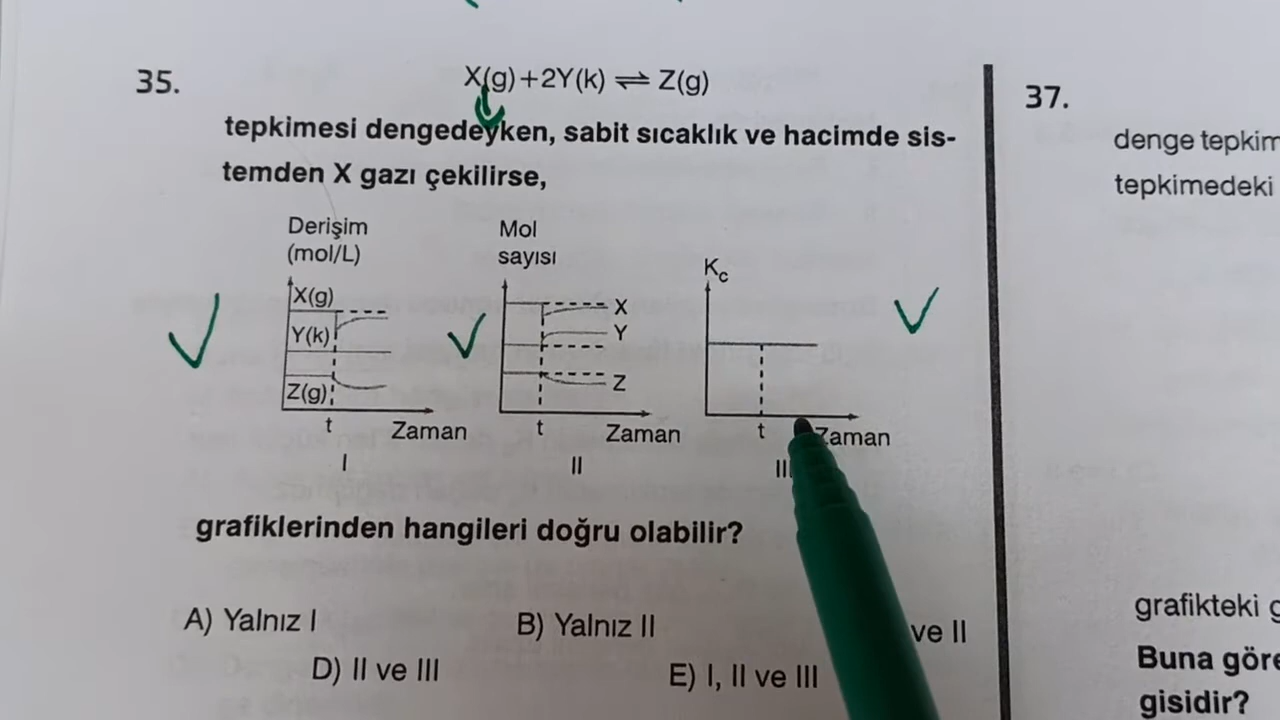 35.
X(g)+2Y(k) ⇌ Z(g)
tepkimesi dengedeyken, sabit sıcaklık ve hacimde sis-
temden X gazı çekilirse,
Derişim
(mol/L)
X(g)
Y(k)
Z(g)
t
Zaman
I
Mol
sayısı
X
Y
Z
t
Zaman
II
Kc
t
Zaman
grafiklerinden hangileri doğru olabilir?
A) Yalnız I
B) Yalnız II
ve II
D) II ve III
E) I, II ve III
37.
denge tepkim
tepkimedeki
grafikteki
Buna göre
gisidir?